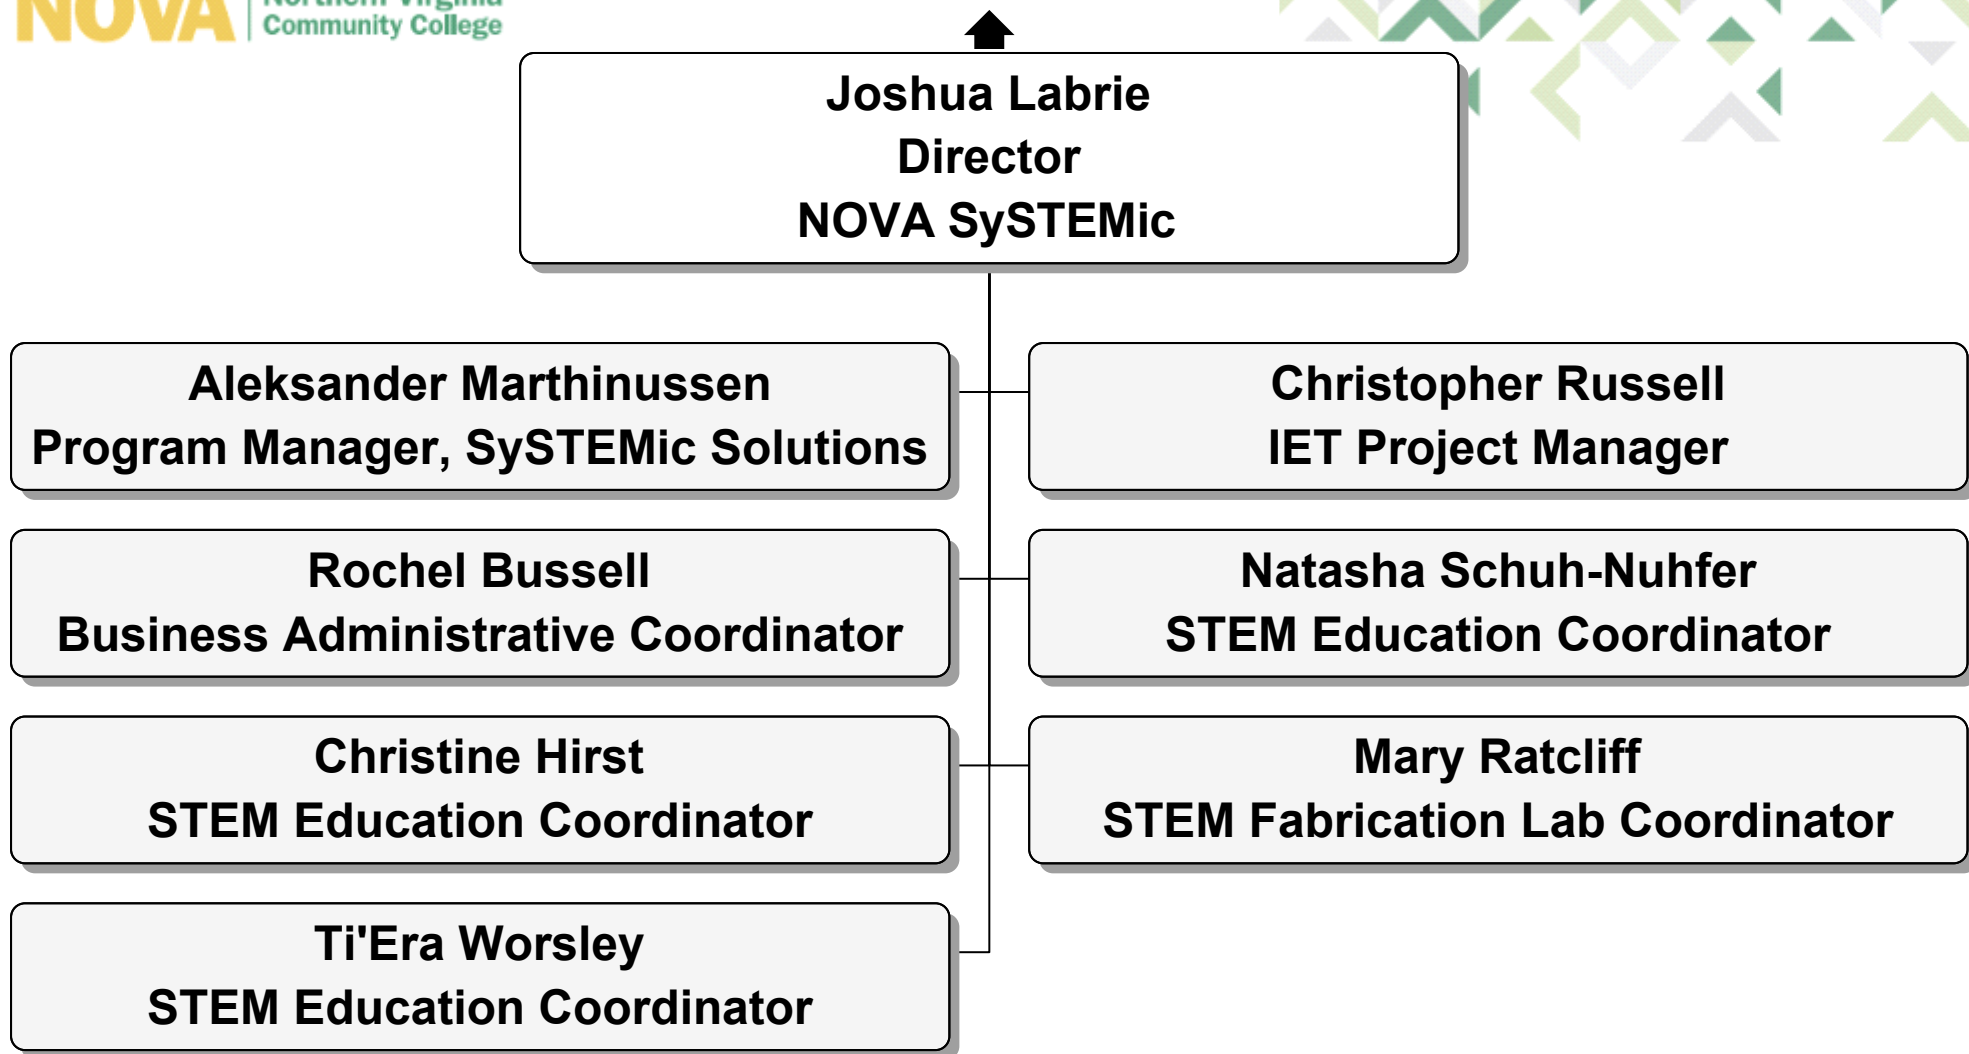 NOVA
Northern Virginia
Community College
Joshua Labrie
Director
NOVA SySTEMic
Aleksander Marthinussen
Program Manager, SySTEMic Solutions
Christopher Russell
IET Project Manager
Rochel Bussell
Business Administrative Coordinator
Natasha Schuh-Nuhfer
STEM Education Coordinator
Christine Hirst
STEM Education Coordinator
Mary Ratcliff
STEM Fabrication Lab Coordinator
Ti'Era Worsley
STEM Education Coordinator